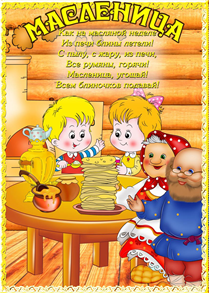 МАСЛЕНИЦА
Как на масляной неделе
Из печи блины летели!
С пылу, с жару, из печи,
Все румяны, горячи!
Масленица, угощай!
Всем блиночков подавай!